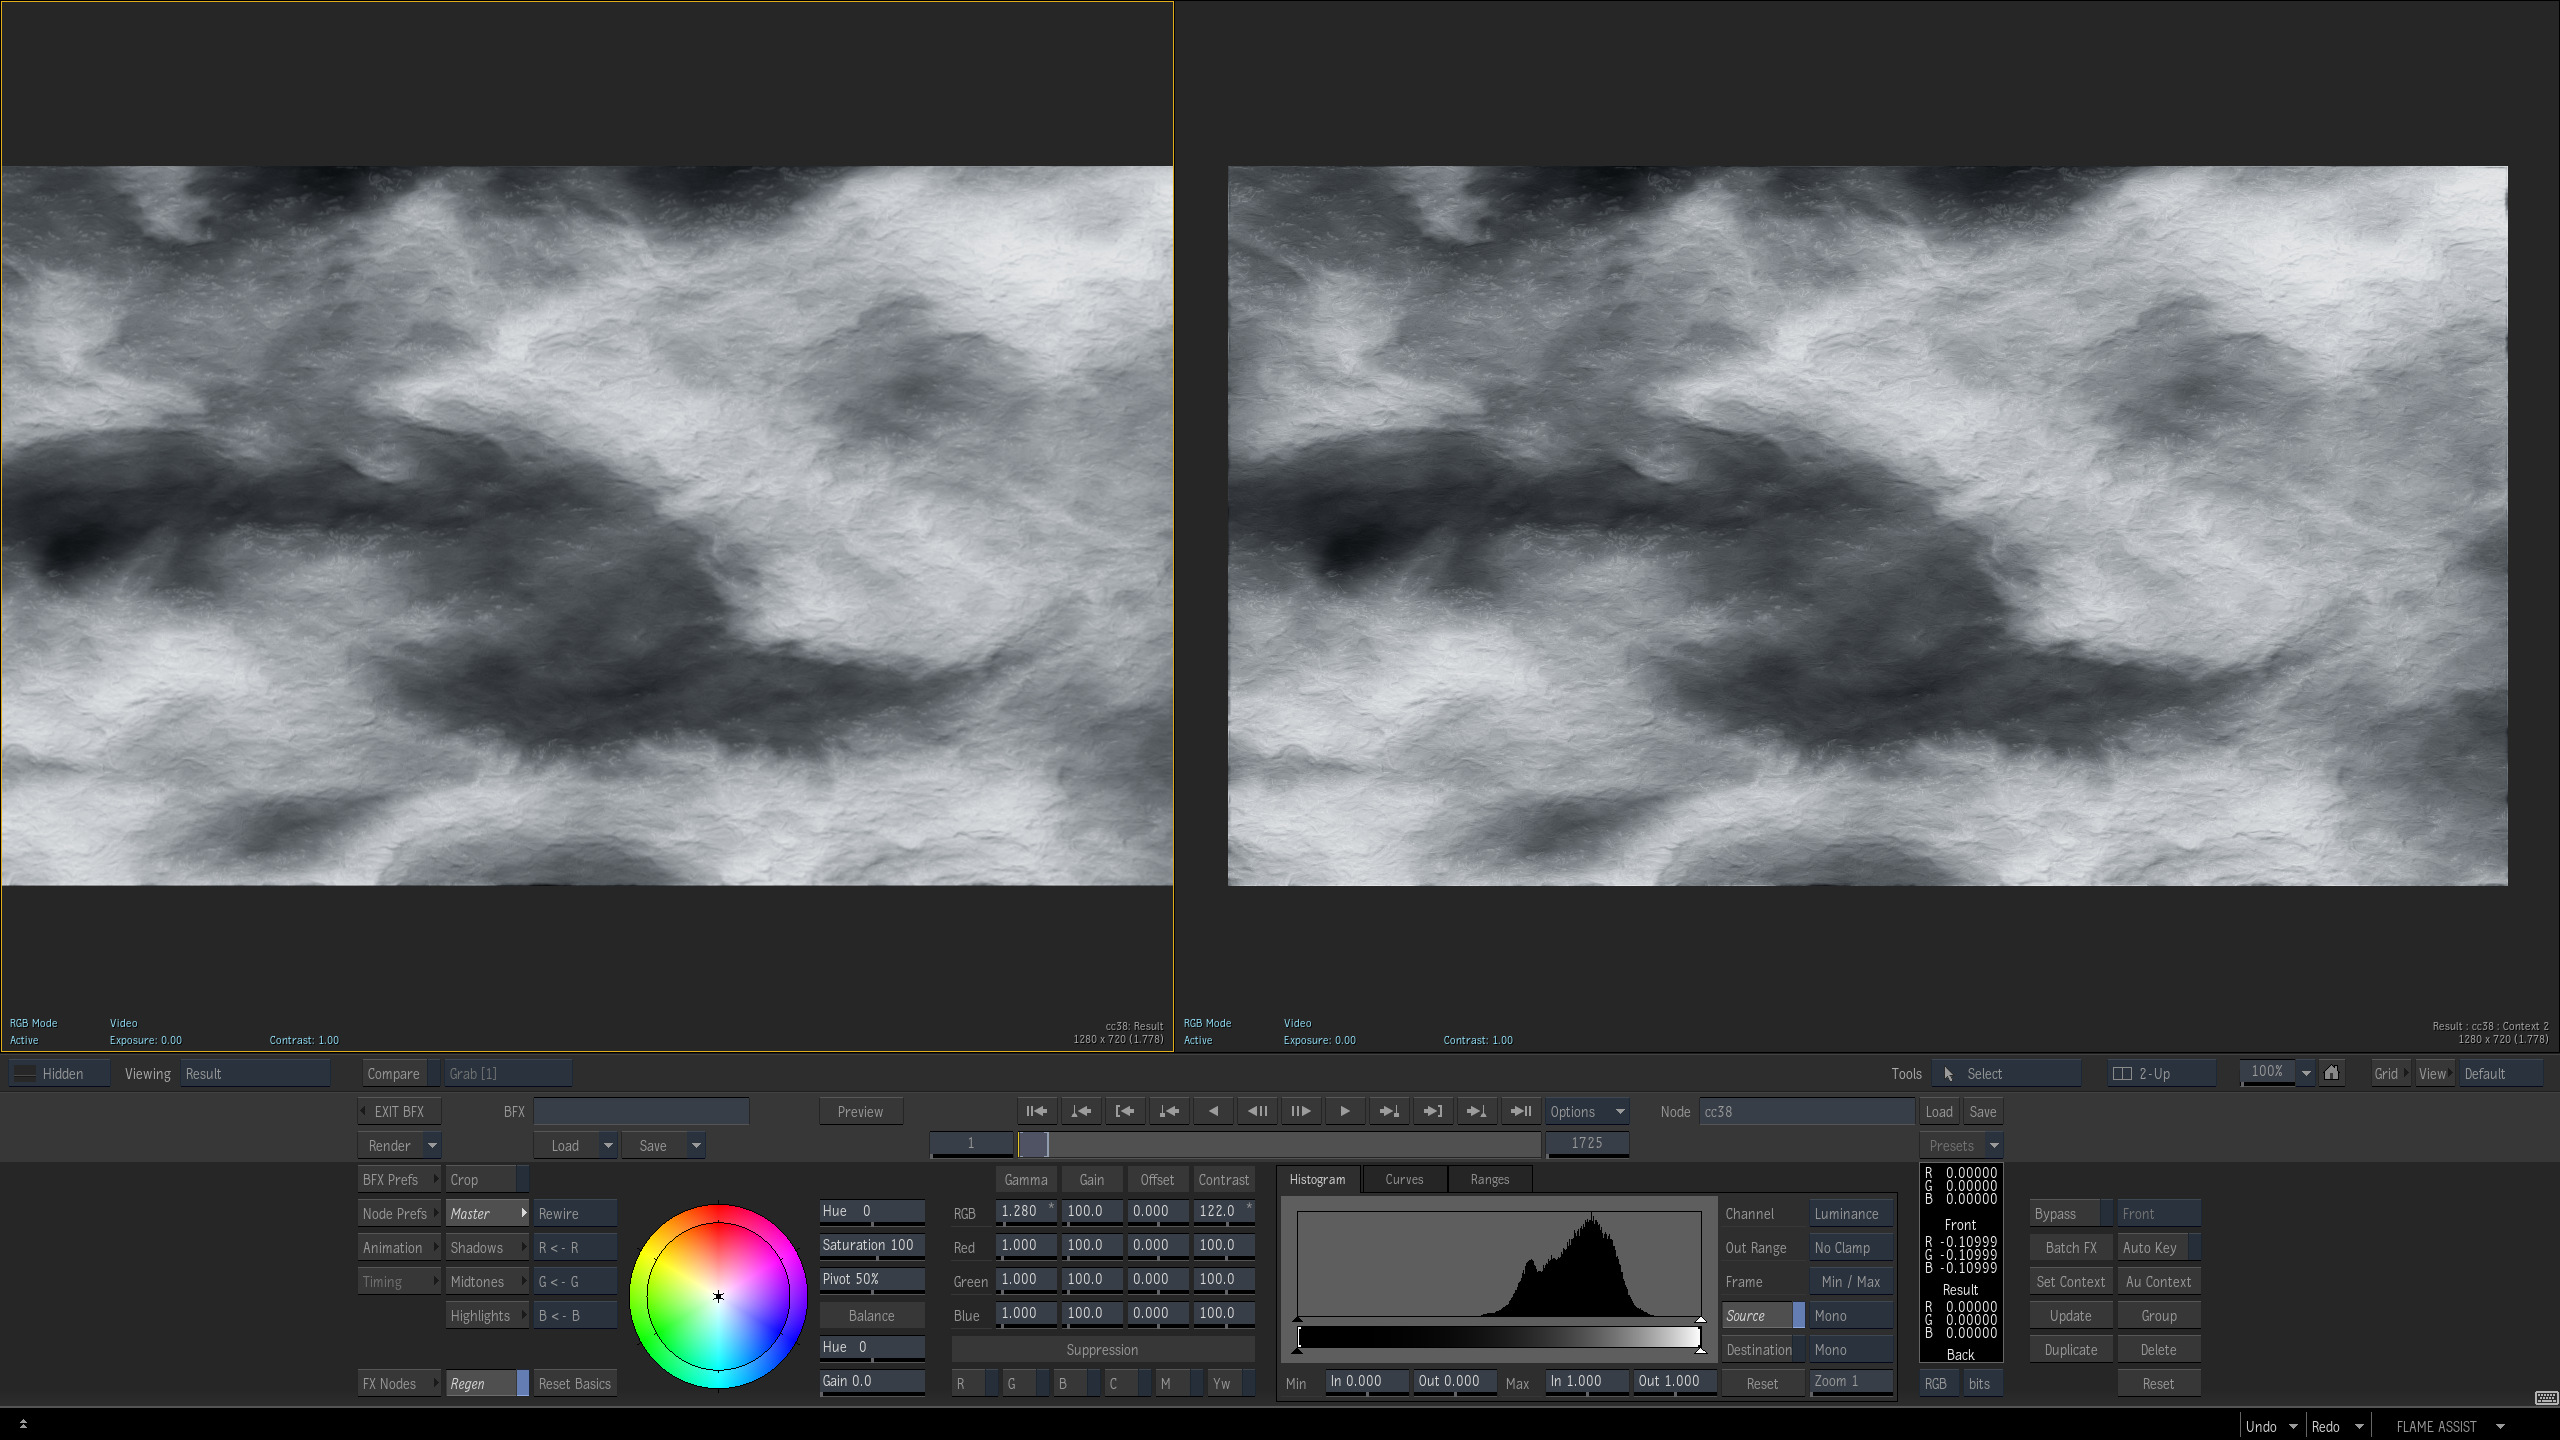 RGB Mode Video
Active Exposure: 0.00 Contrast: 1.00
cc38: Result
1280 x 720 (1.778)
RGB Mode Video
Active Exposure: 0.00 Contrast: 1.00
Result : cc38 : Context 2
1280 x 720 (1.778)
Hidden Viewing Result Compare Grab [1] Tools Select 2-Up 100% Grid View Default
EXIT BFX BFX Preview Options Node cc38 Load Save
Render Load Save 1 1725 Presets
BFX Prefs Crop Gamma Gain Offset Contrast Histogram Curves Ranges
Node Prefs Master Rewire Hue 0 RGB 1.280 * 100.0 0.000 122.0 * Channel Luminance Bypass Front
Animation Shadows R < - R Saturation 100 Red 1.000 100.0 0.000 100.0 Out Range No Clamp Batch FX Auto Key
Timing Midtones G < - G Pivot 50% Green 1.000 100.0 0.000 100.0 Frame Min / Max Set Context Au Context
Highlights B < - B Balance Blue 1.000 100.0 0.000 100.0 Source Mono Update Group
Hue 0 Suppression Destination Mono Duplicate Delete
FX Nodes Regen Reset Basics Gain 0.0 R G B C M Yw Min In 0.000 Out 0.000 Max In 1.000 Out 1.000 Reset Zoom 1 RGB bits Reset
R 0.00000
G 0.00000
B 0.00000
Front
R -0.10999
G -0.10999
B -0.10999
Result
R 0.00000
G 0.00000
B 0.00000
Back
Undo Redo FLAME ASSIST